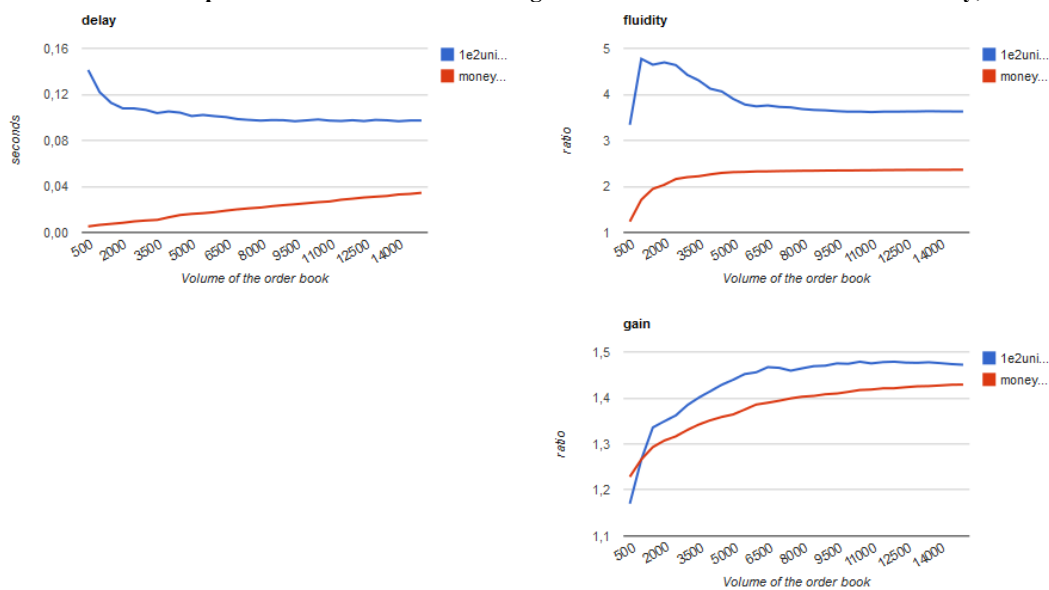 delay
0,16
0,12
0,08
0,04
0,00
seconds
500 2000 3500 5000 6500 8000 9500 11000 12500 14000
Volume of the order book
1e2uni...
money...
fluidity
5
4
3
2
1
ratio
500 2000 3500 5000 6500 8000 9500 11000 12500 14000
Volume of the order book
1e2uni...
money...
gain
1,5
1,4
1,3
1,2
1,1
ratio
500 2000 3500 5000 6500 8000 9500 11000 12500 14000
Volume of the order book
1e2uni...
money...